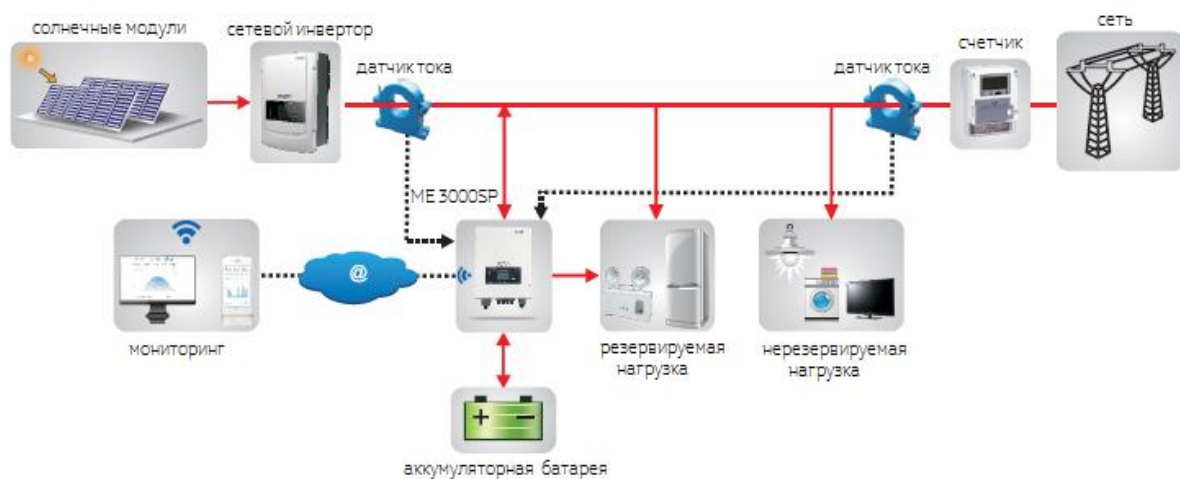 солнечные модули
сетевой инвертор
датчик тока
датчик тока
счетчик
сеть
ME 3000SP
@
мониторинг
резервируемая
нагрузка
нерезервируемая
нагрузка
+ −
аккумуляторная батарея